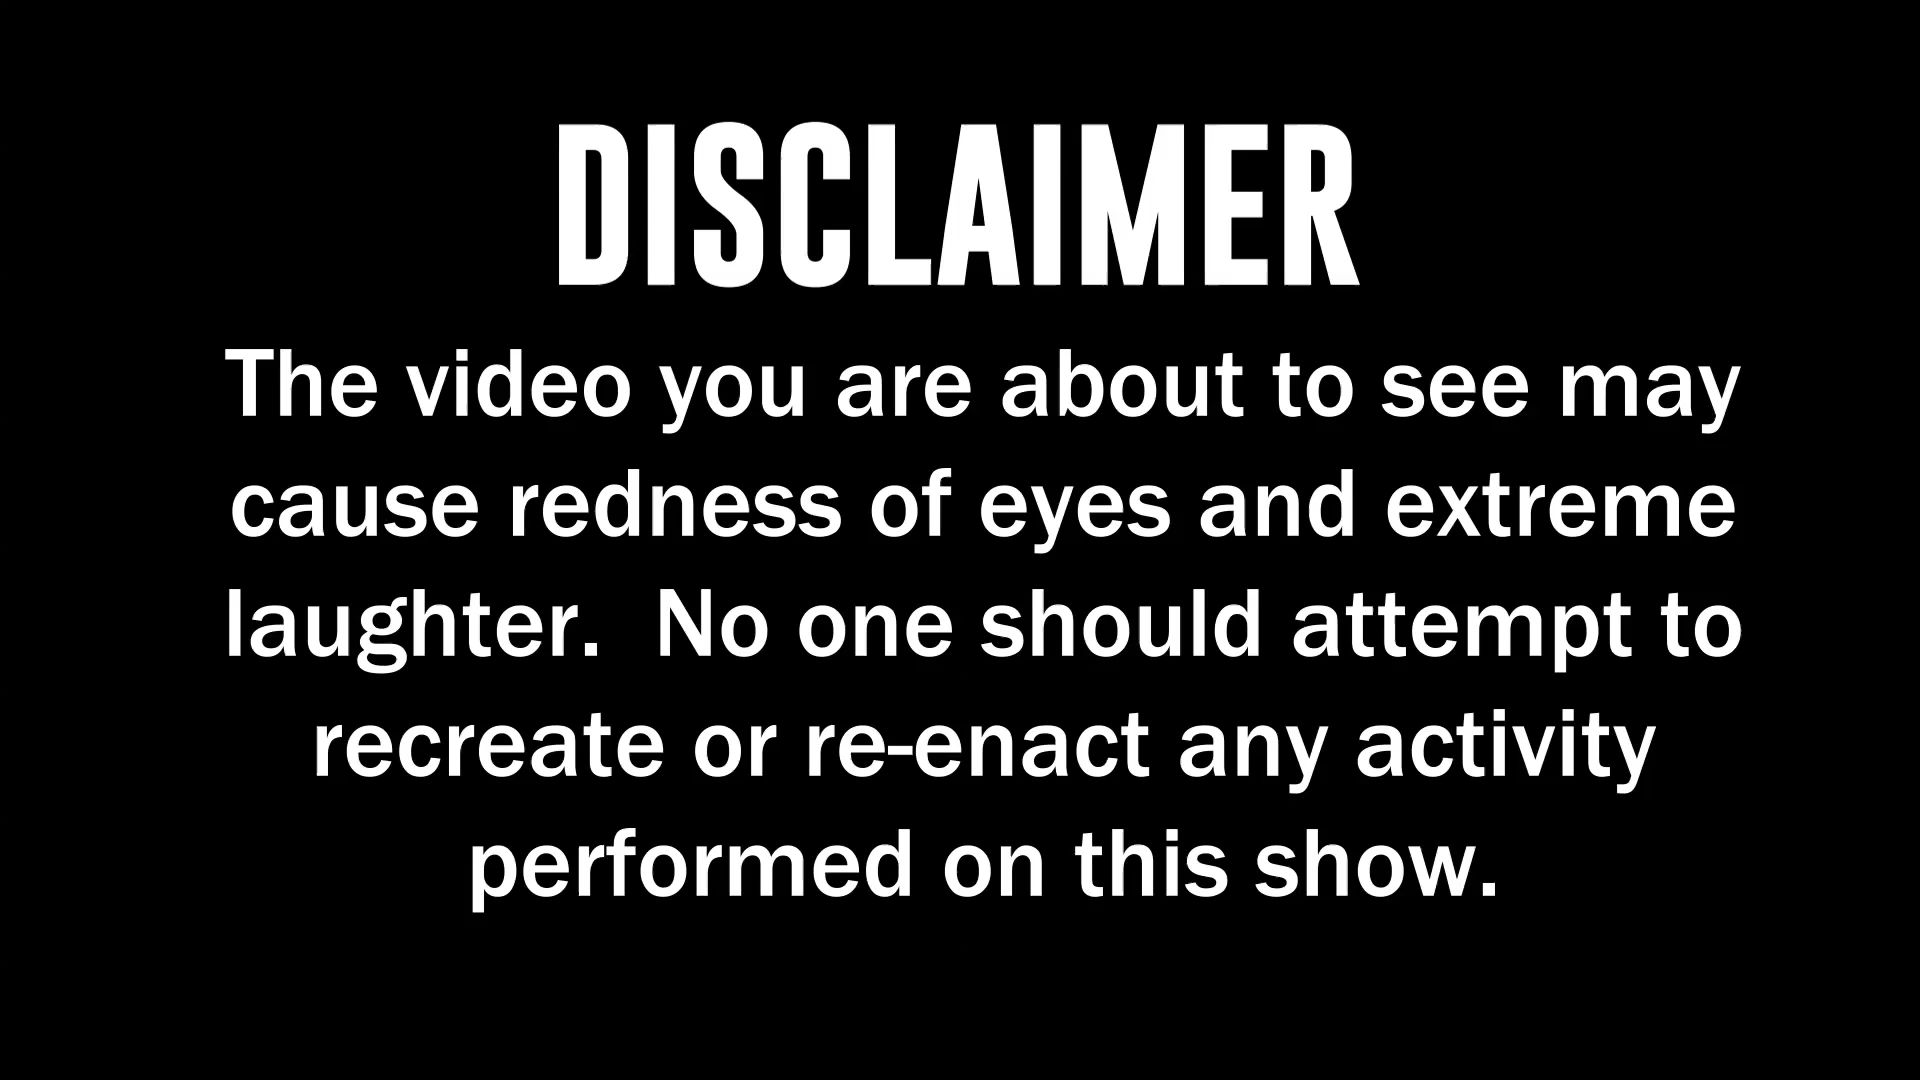 DISCLAIMER
The video you are about to see may
cause redness of eyes and extreme
laughter.  No one should attempt to
recreate or re-enact any activity
performed on this show.